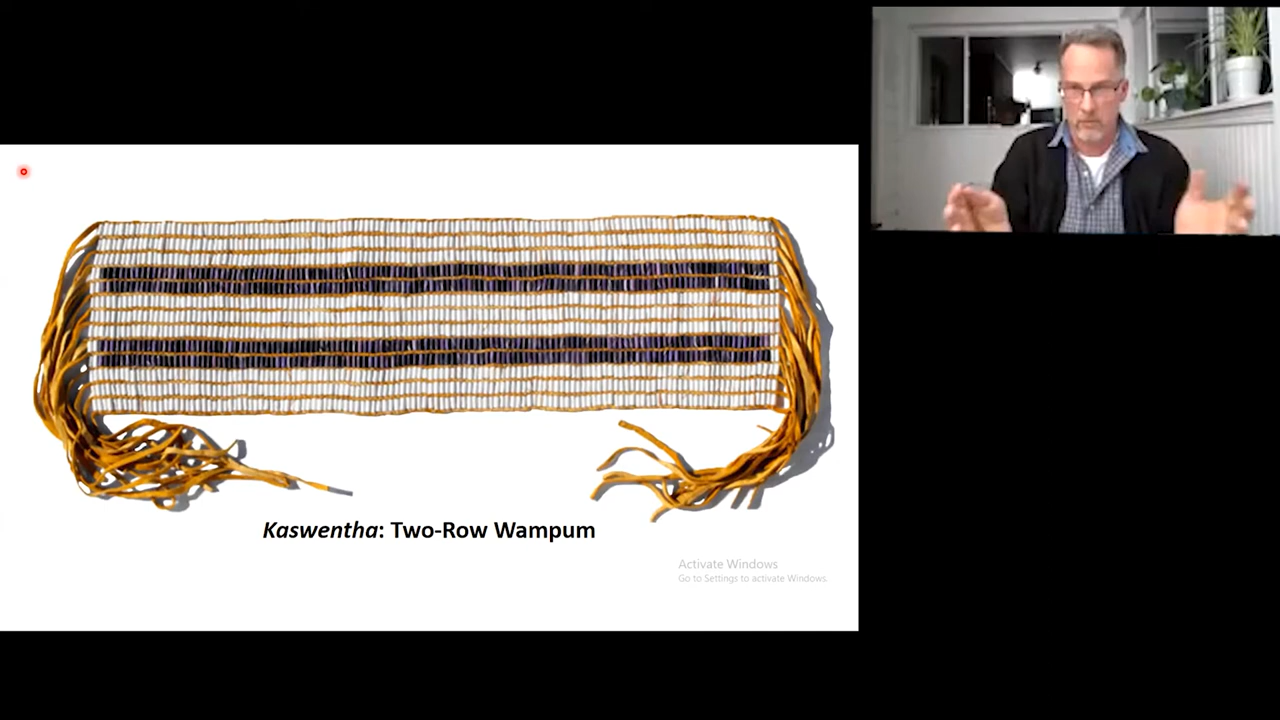 Kaswentha: Two-Row Wampum
Activate Windows
Go to Settings to activate Windows.